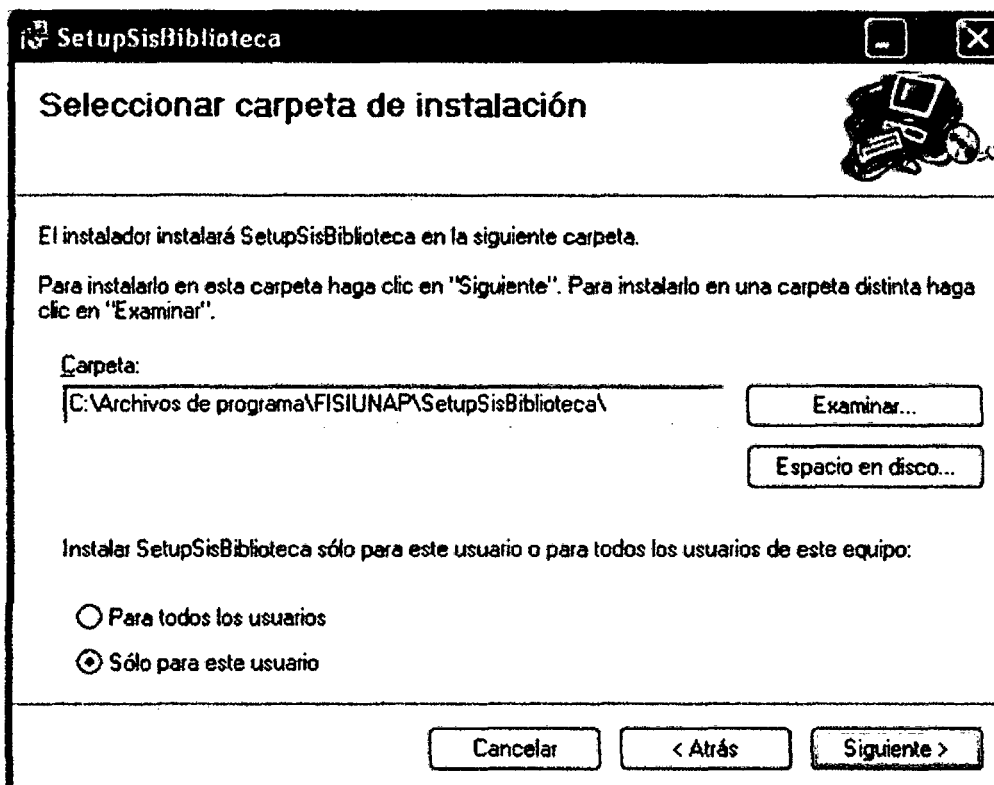 SetupSisBiblioteca
Seleccionar carpeta de instalación
El instalador instalará SetupSisBiblioteca en la siguiente carpeta.
Para instalarlo en esta carpeta haga clic en "Siguiente". Para instalarlo en una carpeta distinta haga
clic en "Examinar".
Carpeta:
C:\Archivos de programa\FISIUNAP\SetupSisBiblioteca\
Examinar...
Espacio en disco...
Instalar SetupSisBiblioteca sólo para este usuario o para todos los usuarios de este equipo:
Para todos los usuarios
Sólo para este usuario
Cancelar
< Atrás
Siguiente >